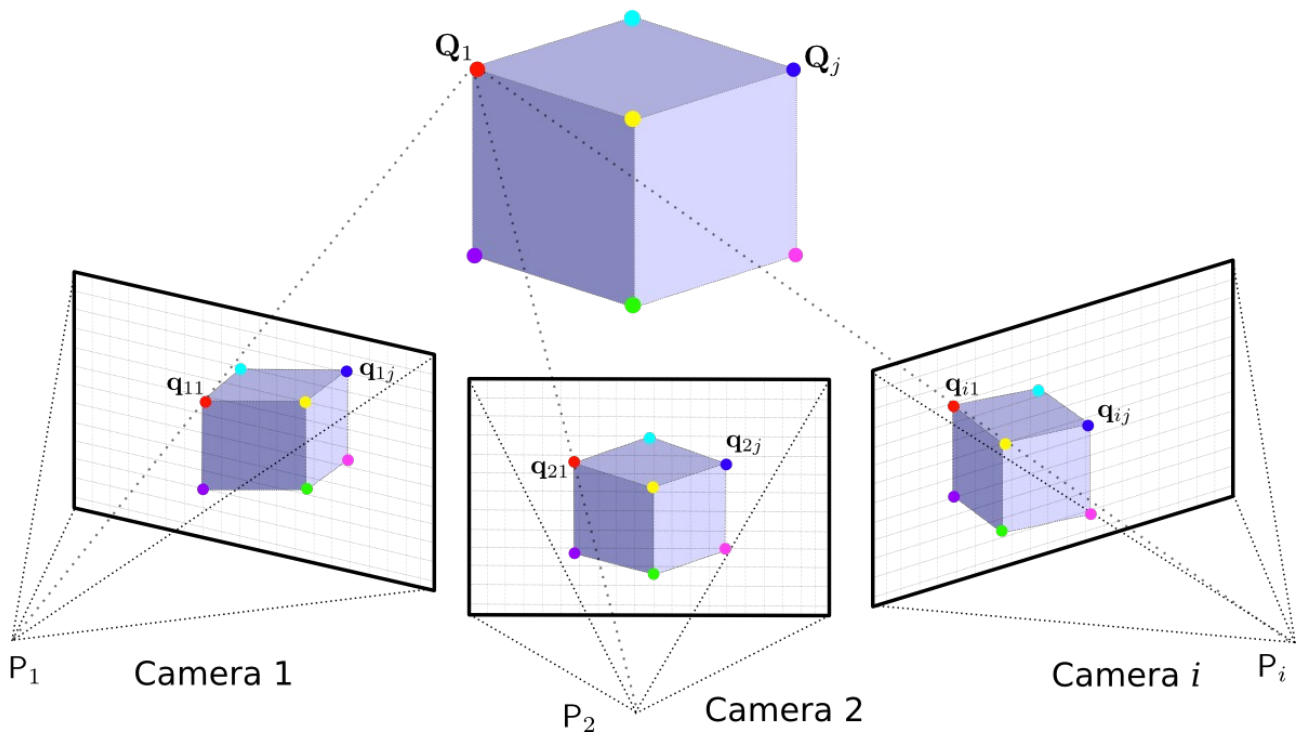 Q₁
Qⱼ
q₁₁
q₁ⱼ
q₂₁
q₂ⱼ
qᵢ₁
qᵢⱼ
P₁
Camera 1
P₂
Camera 2
Camera i
Pᵢ